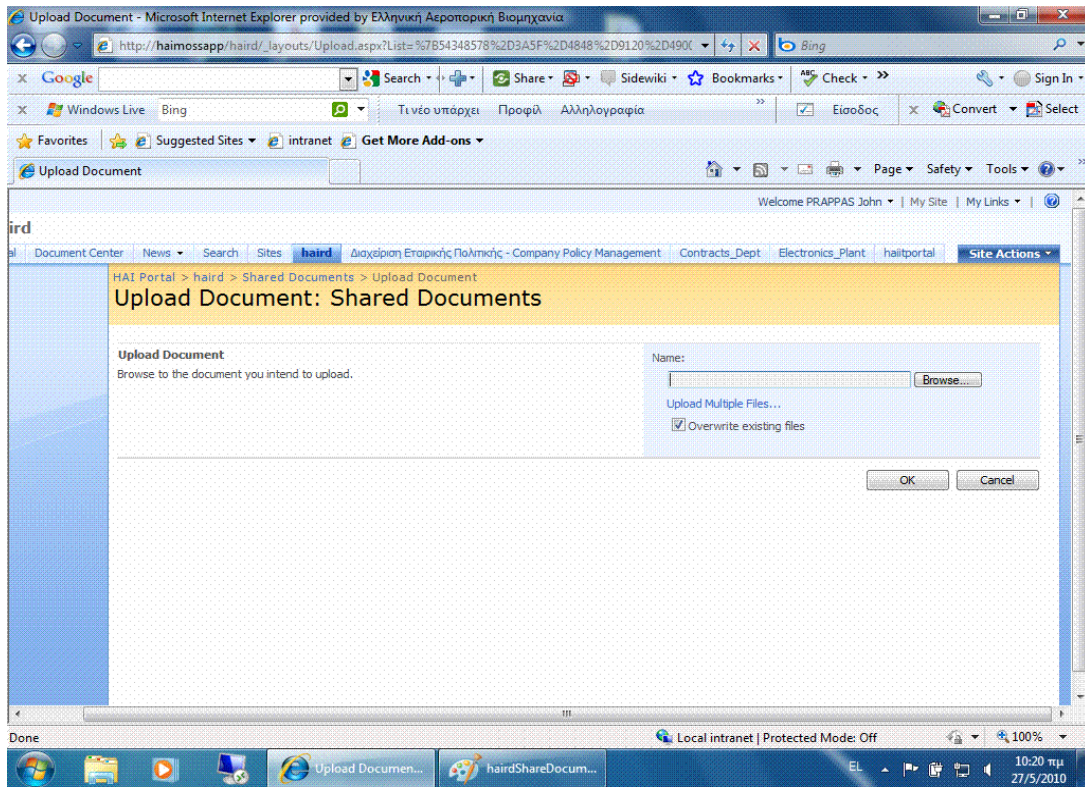 Upload Document - Microsoft Internet Explorer provided by Ελληνική Αεροπορική Βιομηχανία
http://haimossapp/haird/_layouts/Upload.aspx?List=%7B54348578%2D3A5F%2D4848%2D9120%2D490( Bing
x Google Search Share Sidewiki Bookmarks ABC Check >> Sign In
x Windows Live Bing Τι νέο υπάρχει Προφίλ Αλληλογραφία >> Είσοδος x Convert Select
Favorites Suggested Sites intranet Get More Add-ons
Upload Document Page Safety Tools >>
Welcome PRAPPAS John | My Site | My Links |
ird
al Document Center News Search Sites haird Διαχείριση Εταιρικής Πολιτικής - Company Policy Management Contracts_Dept Electronics_Plant haiitportal Site Actions
HAI Portal > haird > Shared Documents > Upload Document
Upload Document: Shared Documents
Upload Document
Browse to the document you intend to upload.
Name:
Browse...
Upload Multiple Files...
Overwrite existing files
OK Cancel
Done Local intranet | Protected Mode: Off 100%
Upload Documen... hairdShareDocum... EL 10:20 πμ
27/5/2010